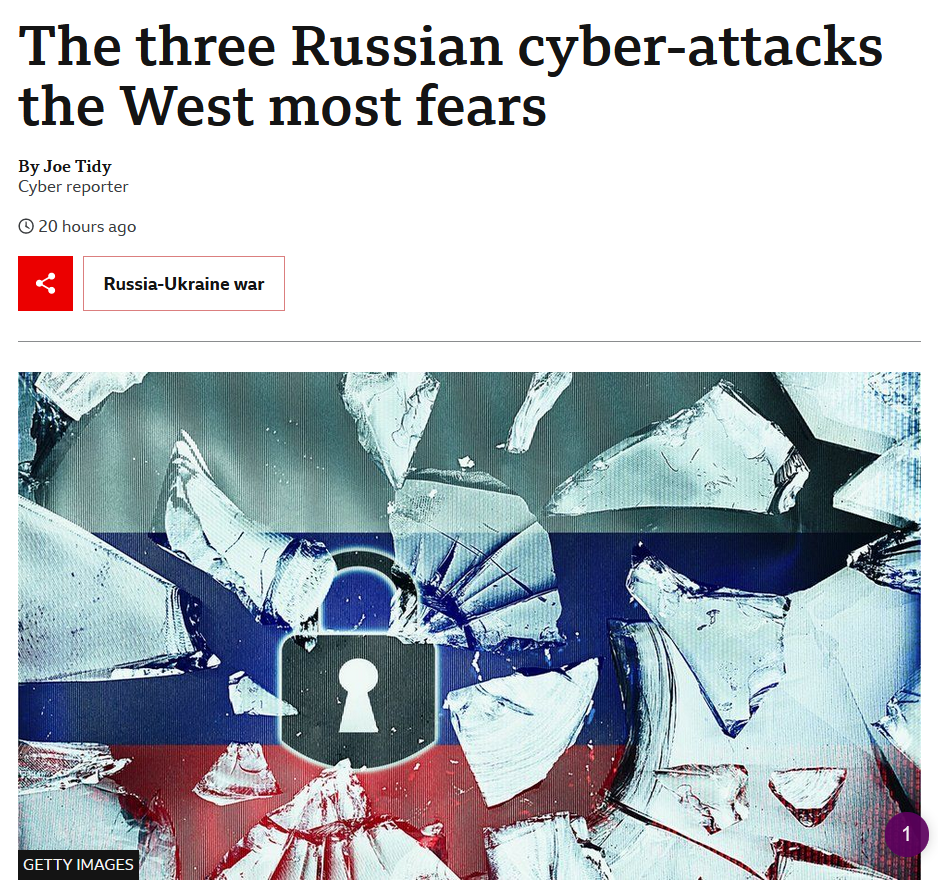 The three Russian cyber-attacks
the West most fears
By Joe Tidy
Cyber reporter
20 hours ago
Russia-Ukraine war
1
GETTY IMAGES